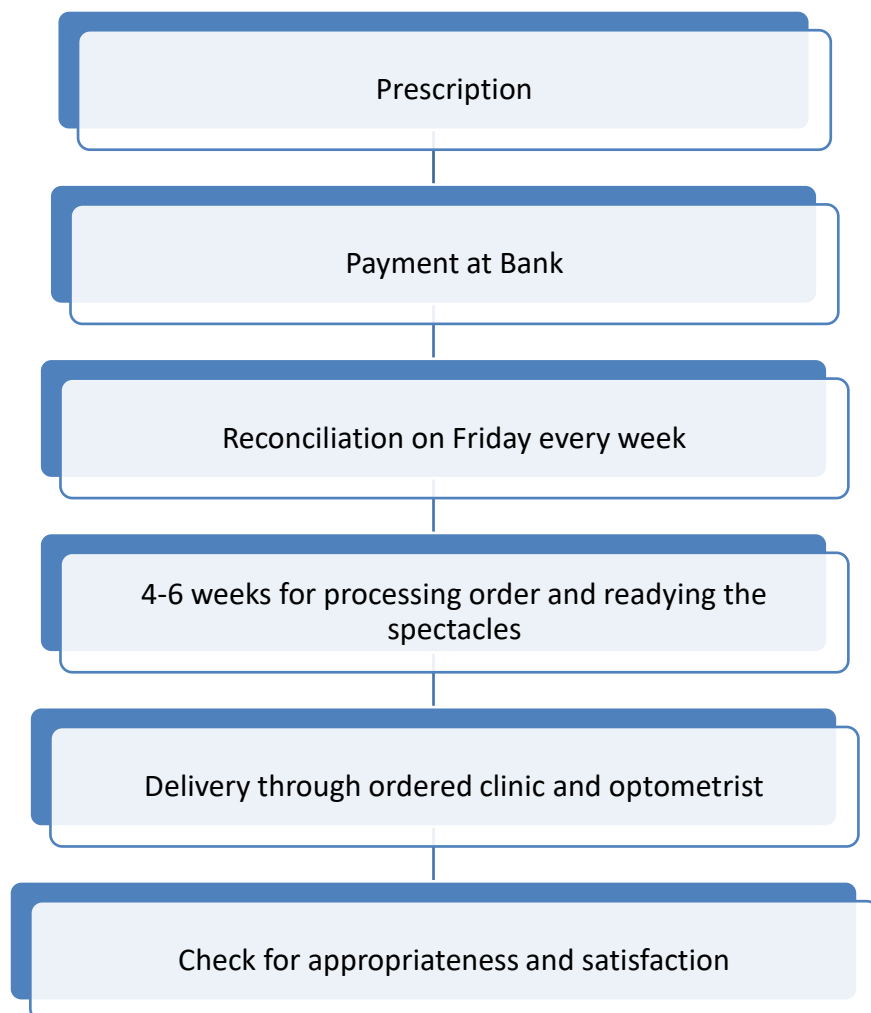 Prescription
Payment at Bank
Reconciliation on Friday every week
4-6 weeks for processing order and readying the
spectacles
Delivery through ordered clinic and optometrist
Check for appropriateness and satisfaction